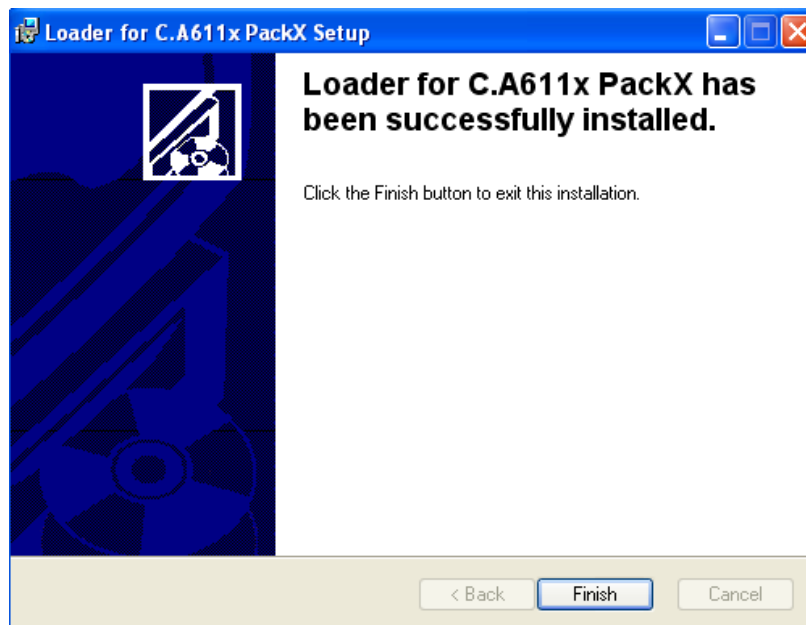 Loader for C.A611x PackX Setup
Loader for C.A611x PackX has
been successfully installed.
Click the Finish button to exit this installation.
< Back
Finish
Cancel